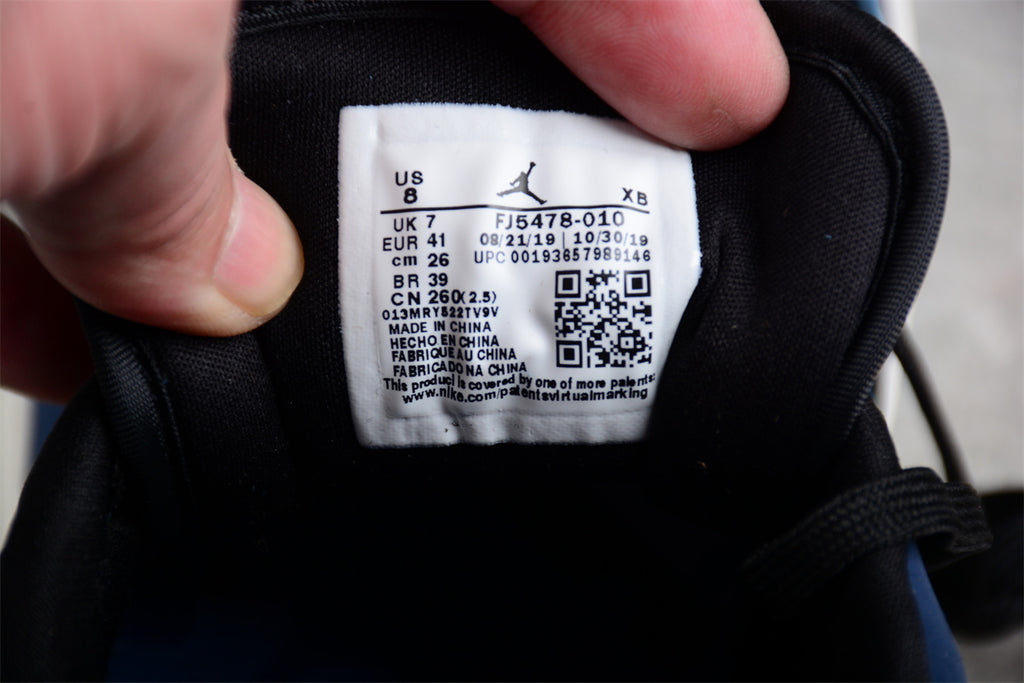 US
8
XB
UK 7
FJ5478-010
EUR 41
08/21/19 | 10/30/19
cm 26
UPC 00193657989146
BR 39
CN 260(2.5)
013MRY522TV9V
MADE IN CHINA
HECHO EN CHINA
FABRIQUE AU CHINA
FABRICADO NA CHINA
This product is covered by one of more patents:
www.nike.com/patentsvirtualmarking